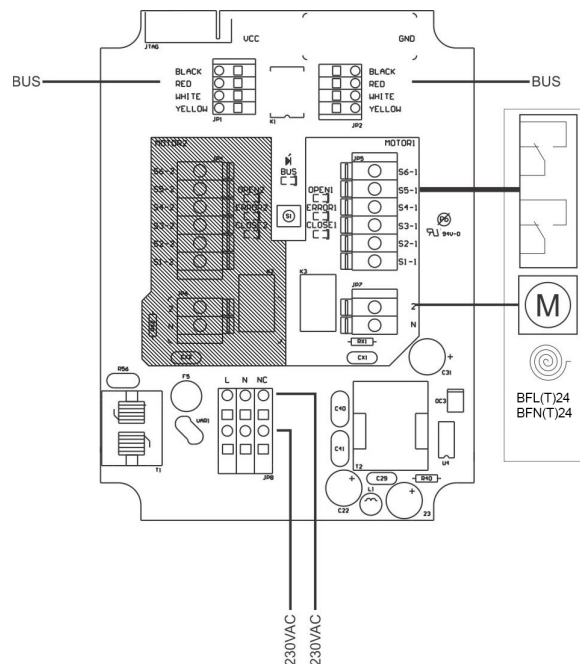 JTAG
VCC
GND
BUS
BLACK
RED
WHITE
YELLOW
JP1
K1
BLACK
RED
WHITE
YELLOW
JP2
BUS
MOTOR2
MOTOR1
BUS
JP5
S6-2
S5-2
S4-2
S3-2
S2-2
S1-2
OPEN2
ERROR2
CLOSE2
S1
OPEN1
ERROR1
CLOSE1
S6-1
S5-1
S4-1
S3-1
S2-1
S1-1
94V-0
K2
K3
JP7
2
N
2
N
RX1
CX2
CX1
C31
M
BFL(T)24
BFN(T)24
R56
F5
VAR1
T1
L N NC
JP8
C40
C41
T2
OC3
U4
C29
R40
L1
C22
23
230VAC
230VAC